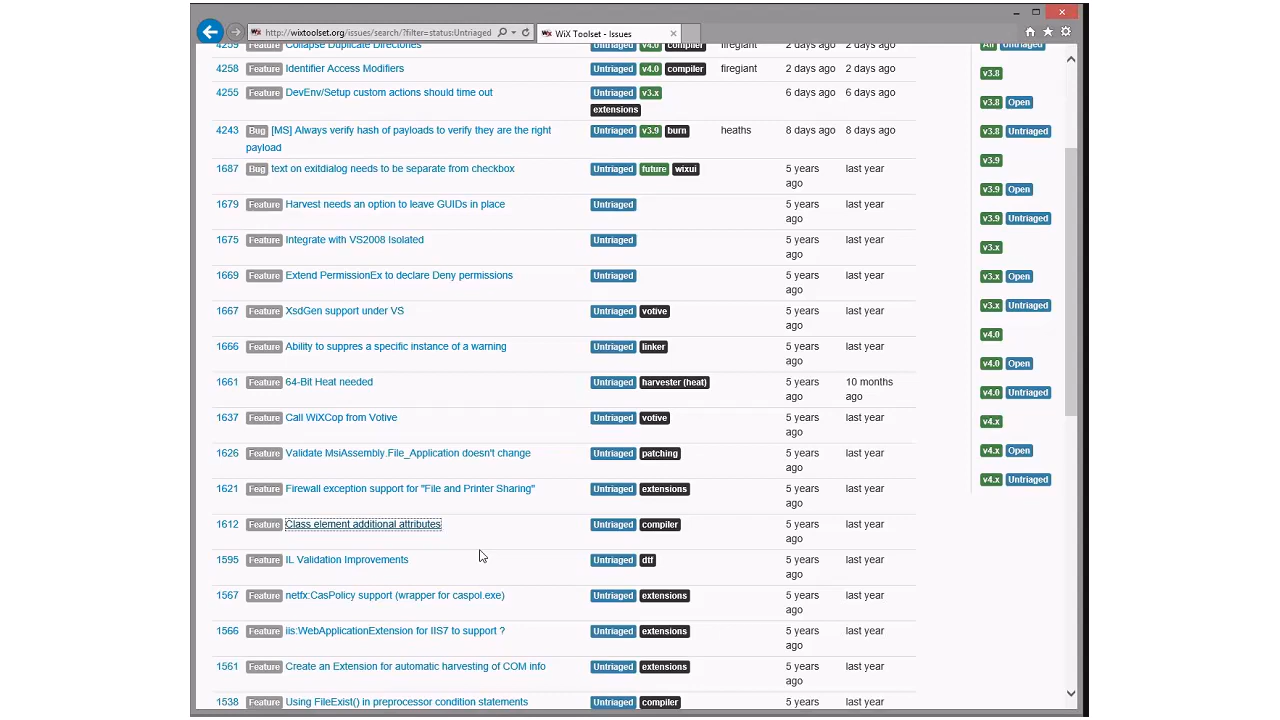 http://wixtoolset.org/issues/search/?filter=status:Untriaged WiX Toolset - Issues
4259 Collapse Duplicate Directories Untriaged v4.0 compiler firegiant 2 days ago 2 days ago All Untriaged
4258 Feature Identifier Access Modifiers Untriaged v4.0 compiler firegiant 2 days ago 2 days ago
v3.8
4255 Feature DevEnv/Setup custom actions should time out Untriaged v3.x 6 days ago 6 days ago
extensions
v3.8 Open
4243 Bug [MS] Always verify hash of payloads to verify they are the right Untriaged v3.9 burn heaths 8 days ago 8 days ago
payload
v3.8 Untriaged
1687 Bug text on exitdialog needs to be separate from checkbox Untriaged future wixui 5 years last year
ago
v3.9
v3.9 Open
1679 Feature Harvest needs an option to leave GUIDs in place Untriaged 5 years last year
ago
v3.9 Untriaged
1675 Feature Integrate with VS2008 Isolated Untriaged 5 years last year
ago
v3.x
1669 Feature Extend PermissionEx to declare Deny permissions Untriaged 5 years last year
ago
v3.x Open
1667 Feature XsdGen support under VS Untriaged votive 5 years last year
ago
v3.x Untriaged
v4.0
1666 Feature Ability to suppres a specific instance of a warning Untriaged linker 5 years last year
ago
v4.0 Open
1661 Feature 64-Bit Heat needed Untriaged harvester (heat) 5 years 10 months
ago ago
v4.0 Untriaged
1637 Feature Call WiXCop from Votive Untriaged votive 5 years last year
ago
v4.x
1626 Feature Validate MsiAssembly.File_Application doesn't change Untriaged patching 5 years last year
ago
v4.x Open
v4.x Untriaged
1621 Feature Firewall exception support for "File and Printer Sharing" Untriaged extensions 5 years last year
ago
1612 Feature Class element additional attributes Untriaged compiler 5 years last year
ago
1595 Feature IL Validation Improvements Untriaged dtf 5 years last year
ago
1567 Feature netfx:CasPolicy support (wrapper for caspol.exe) Untriaged extensions 5 years last year
ago
1566 Feature iis:WebApplicationExtension for IIS7 to support ? Untriaged extensions 5 years last year
ago
1561 Feature Create an Extension for automatic harvesting of COM info Untriaged extensions 5 years last year
ago
1538 Feature Using FileExist() in preprocessor condition statements Untriaged compiler 5 years last year